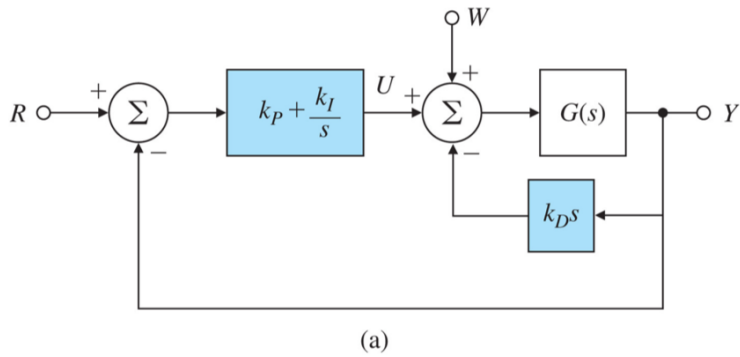 W
R + Σ − k_P + k_I/s U + + Σ − G(s) Y
k_D s
(a)